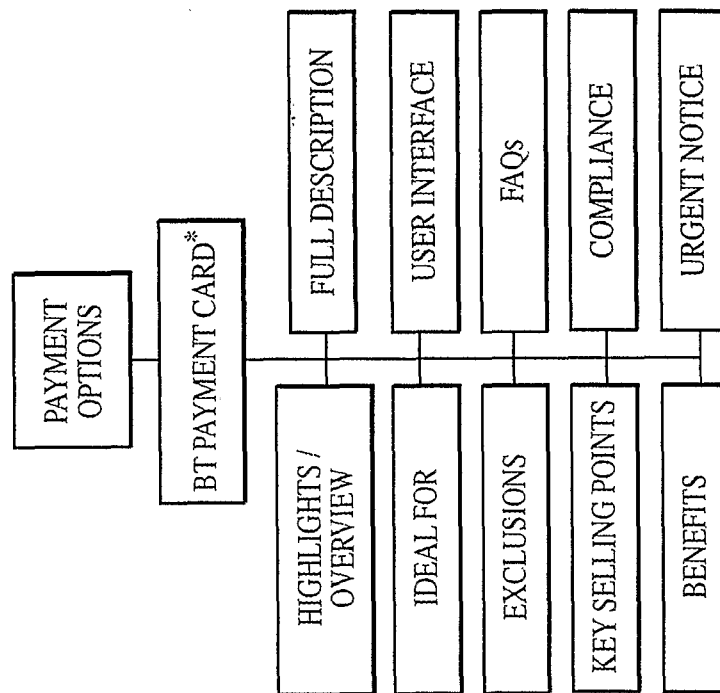 PAYMENT
OPTIONS
BT PAYMENT CARD*
HIGHLIGHTS /
OVERVIEW
FULL DESCRIPTION
IDEAL FOR
USER INTERFACE
EXCLUSIONS
FAQs
KEY SELLING POINTS
COMPLIANCE
BENEFITS
URGENT NOTICE